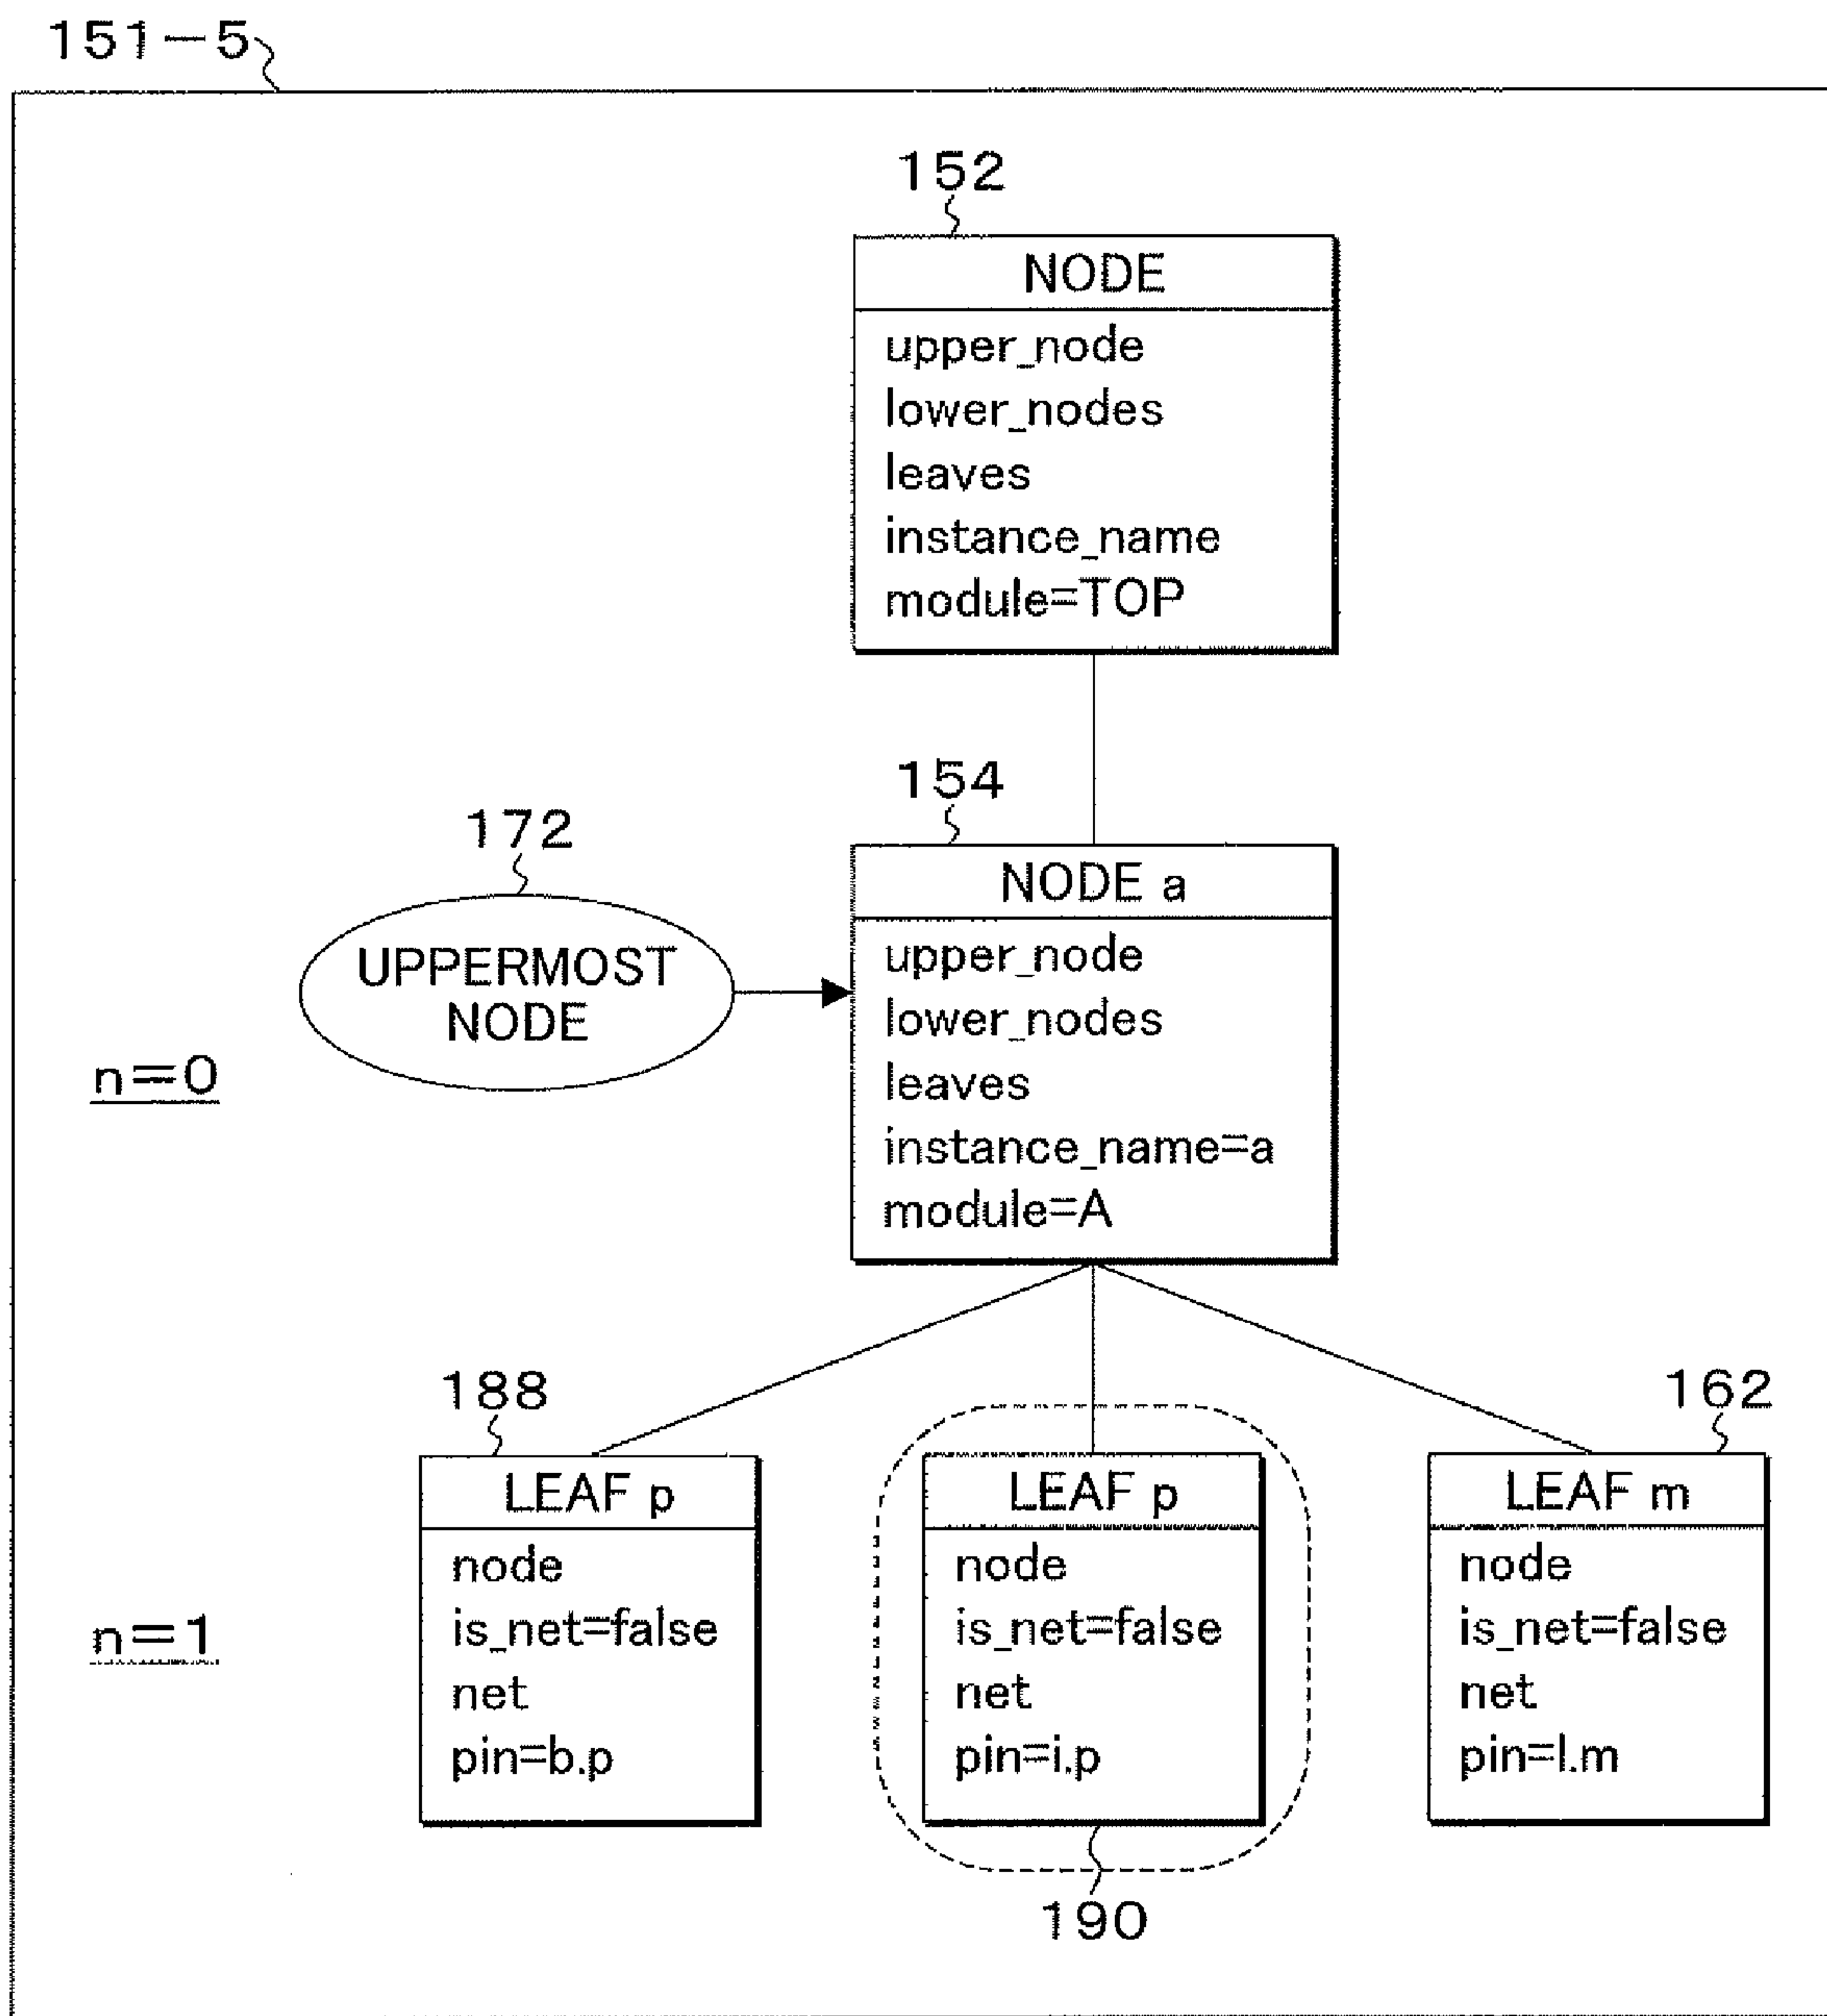 151-5
152
NODE
upper_node
lower_nodes
leaves
instance_name
module=TOP
154
172
NODE a
UPPERMOST
NODE
upper_node
lower_nodes
leaves
instance_name=a
module=A
n=0
188
162
LEAF p
node
is_net=false
net
pin=b.p
LEAF p
node
is_net=false
net
pin=i.p
LEAF m
node
is_net=false
net
pin=l.m
n=1
190